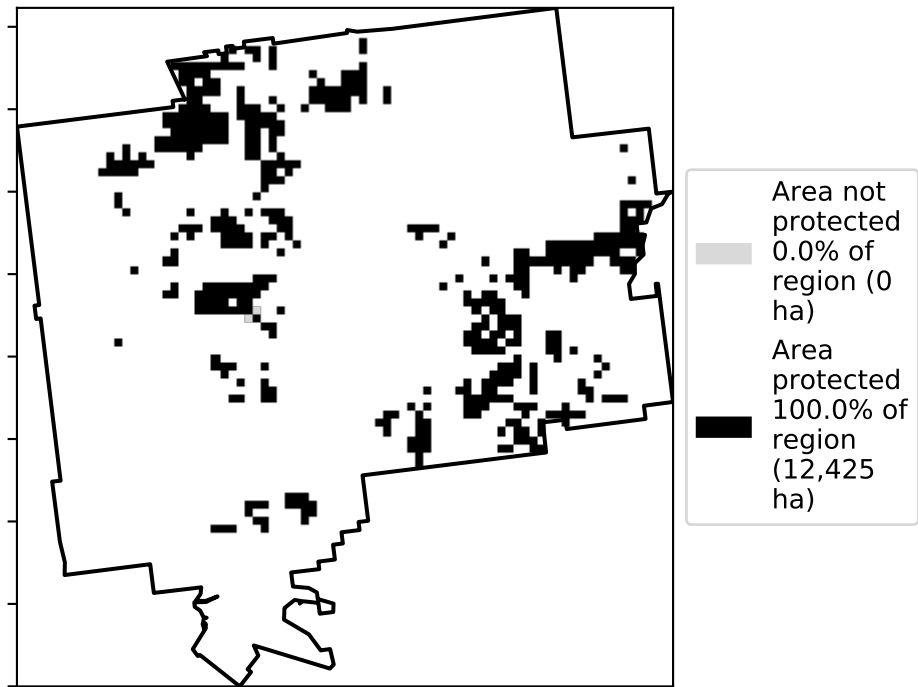 Area not
protected
0.0% of
region (0
ha)
Area
protected
100.0% of
region
(12,425
ha)